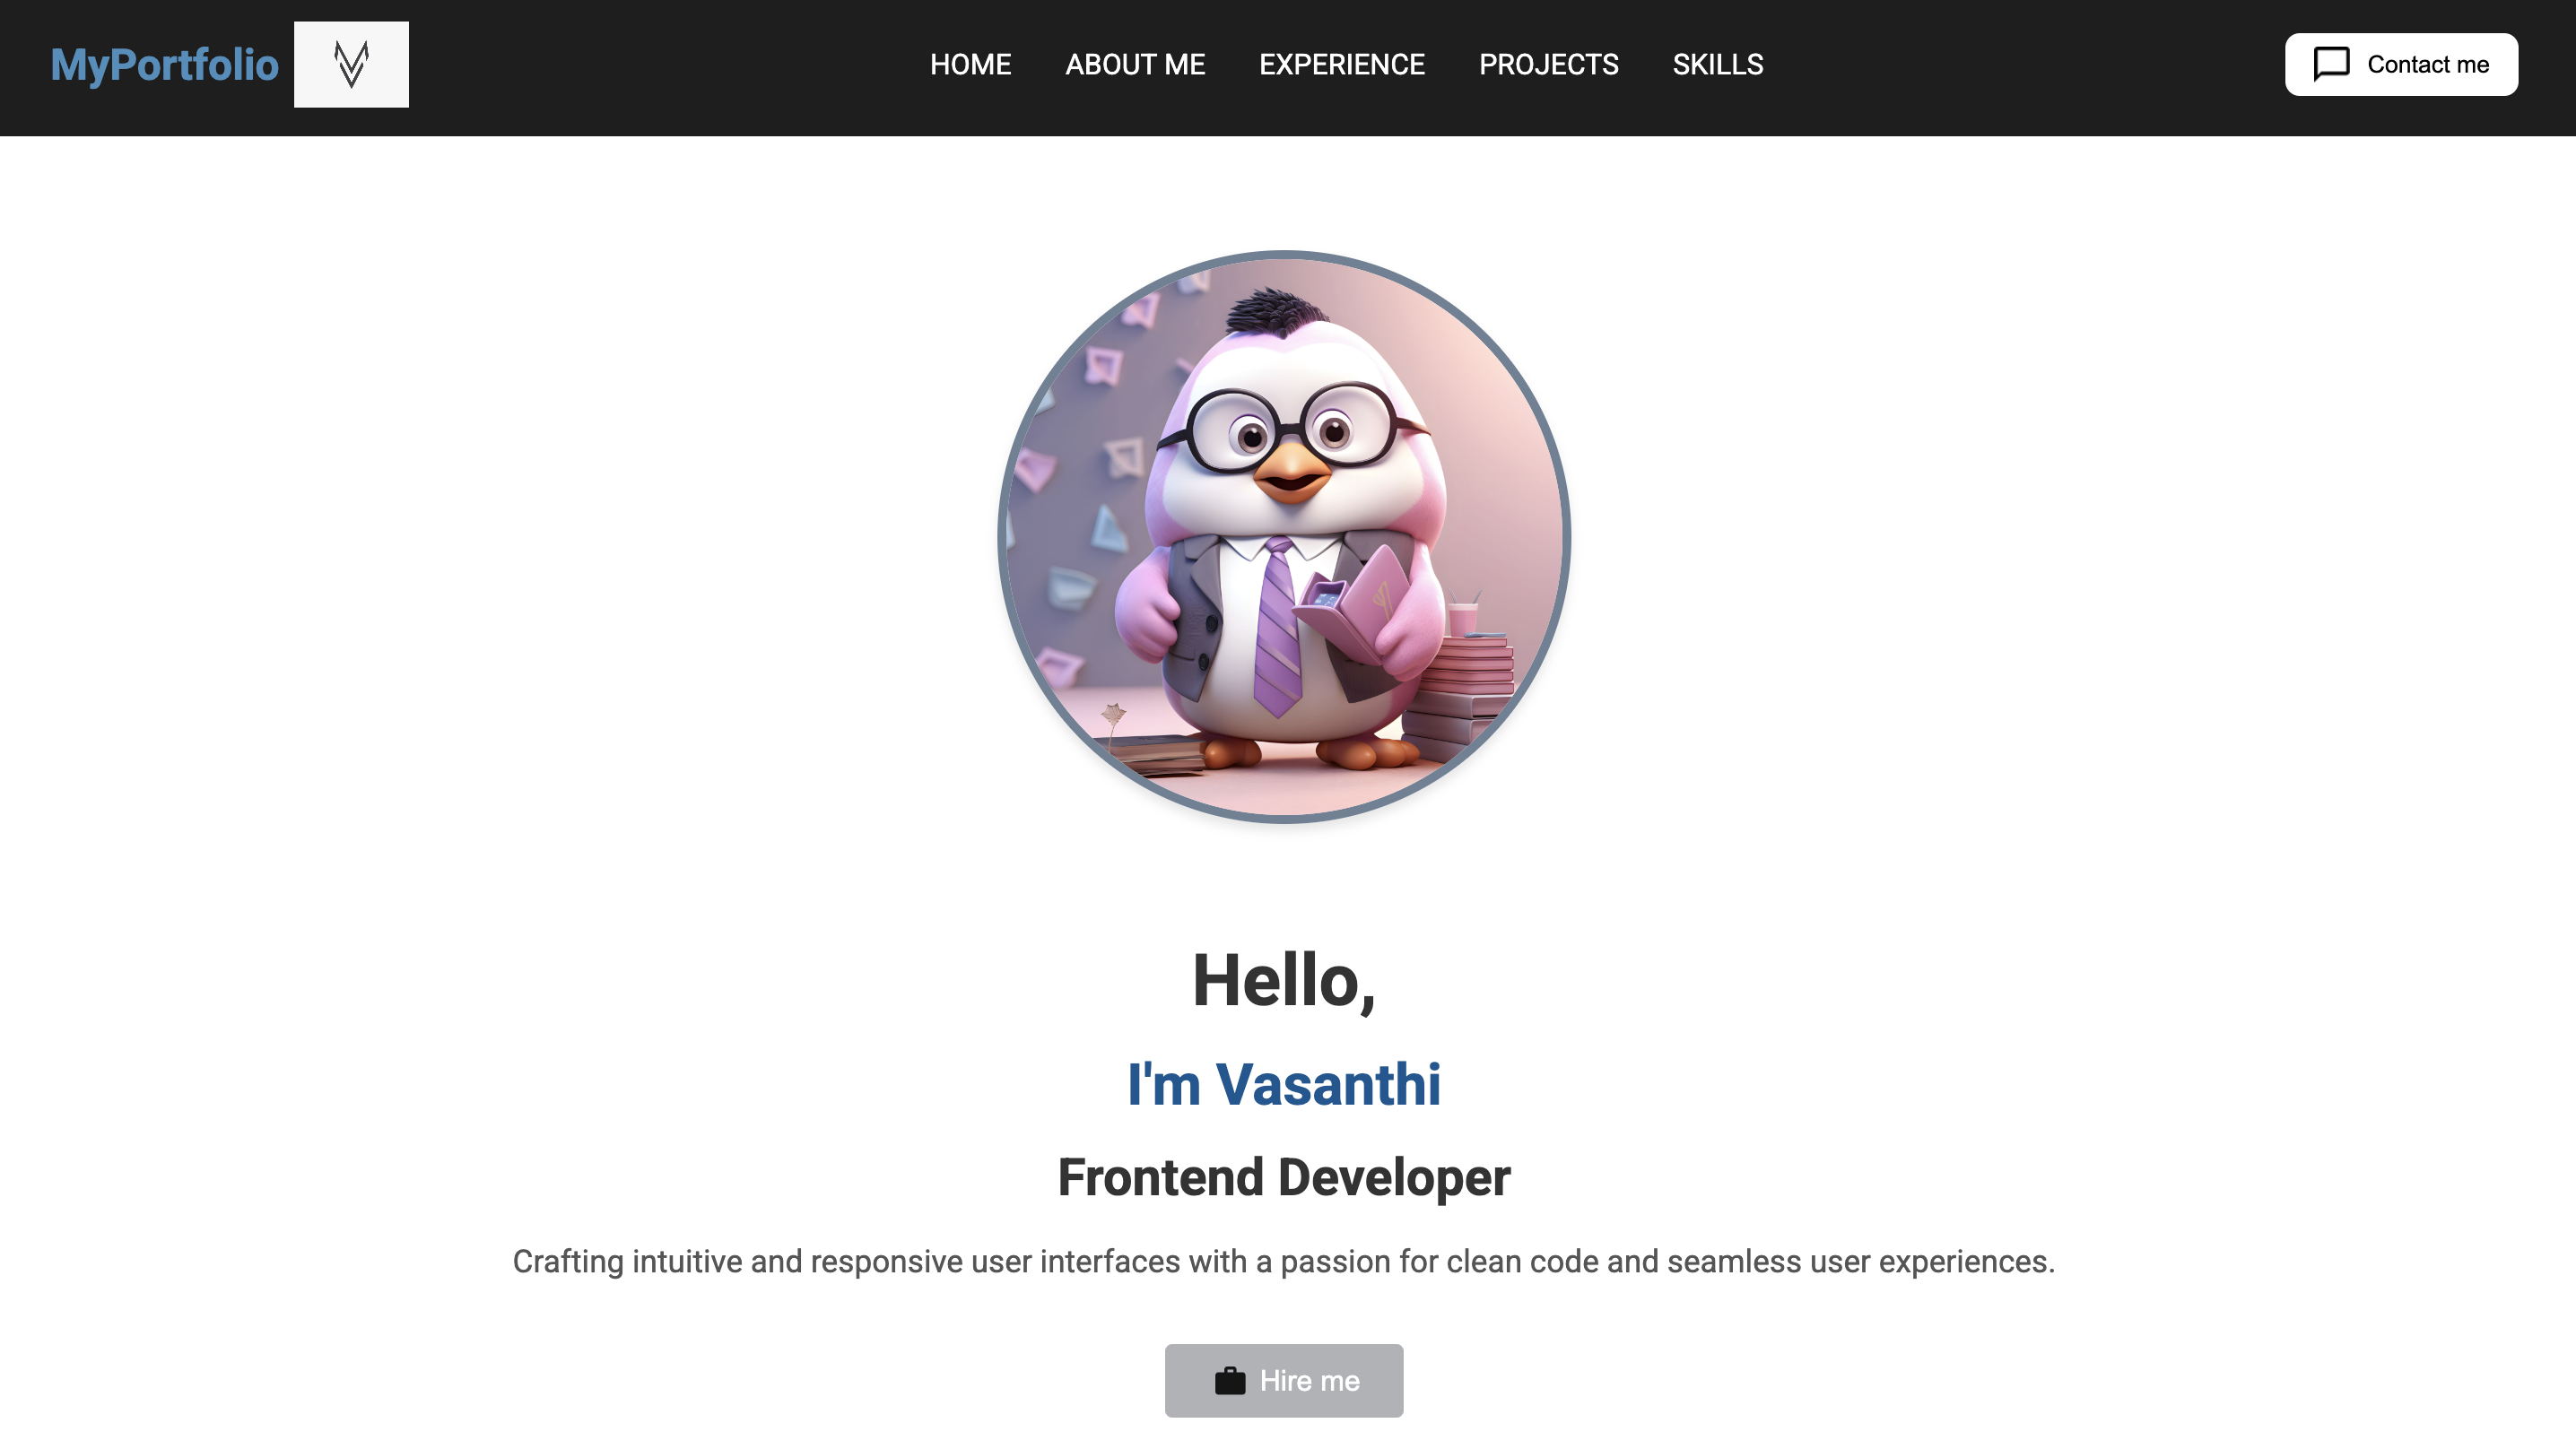 MyPortfolio
HOME ABOUT ME EXPERIENCE PROJECTS SKILLS
Contact me
Hello,
I'm Vasanthi
Frontend Developer
Crafting intuitive and responsive user interfaces with a passion for clean code and seamless user experiences.
Hire me